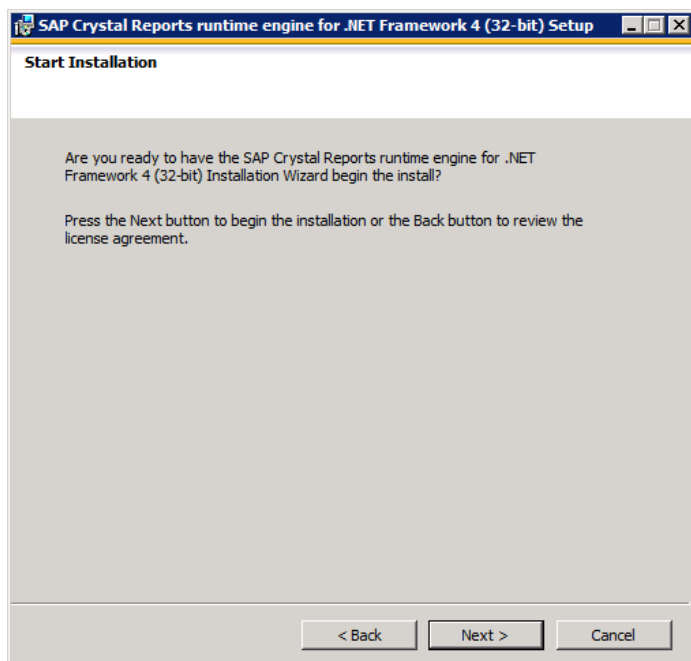 SAP Crystal Reports runtime engine for .NET Framework 4 (32-bit) Setup
Start Installation
Are you ready to have the SAP Crystal Reports runtime engine for .NET
Framework 4 (32-bit) Installation Wizard begin the install?
Press the Next button to begin the installation or the Back button to review the
license agreement.
< Back Next > Cancel